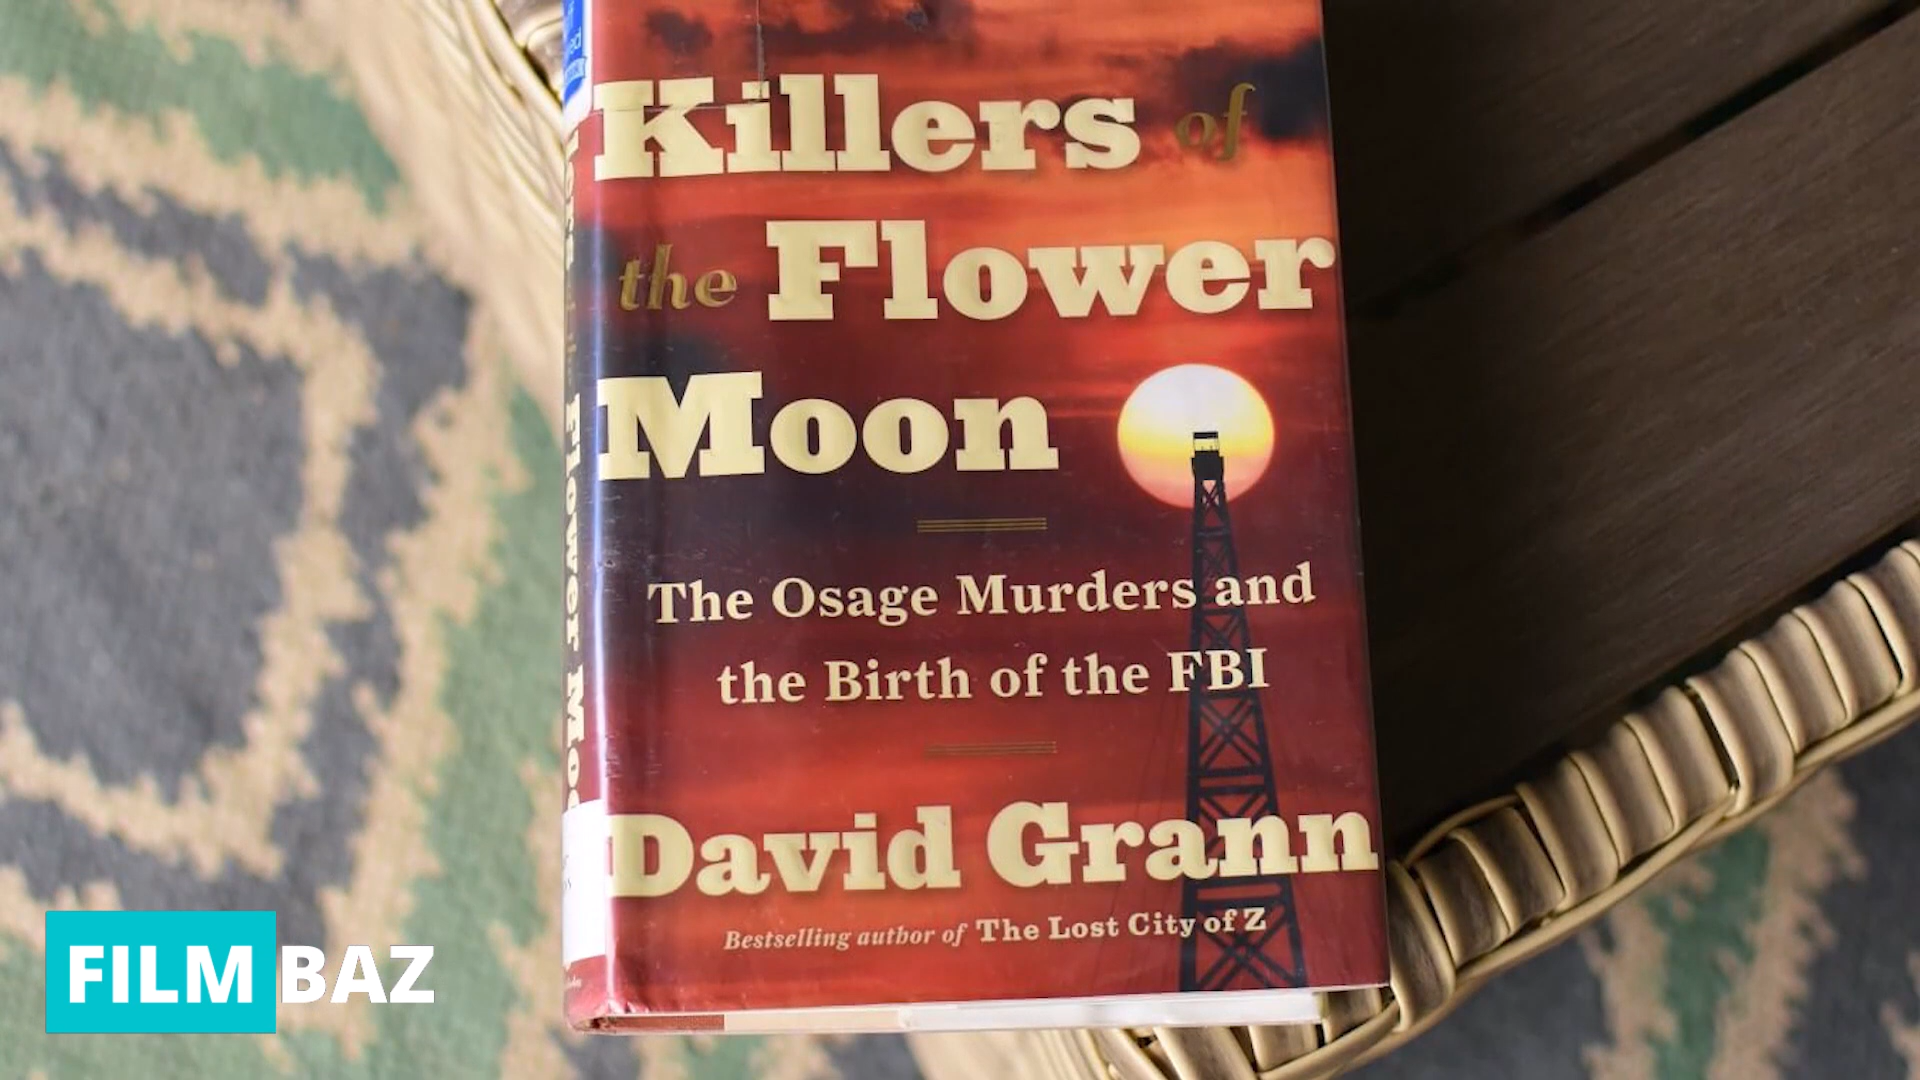 Killers of
the Flower
Moon
The Osage Murders and
the Birth of the FBI
David Grann
Bestselling author of The Lost City of Z
Flower Moo
FILM BAZ